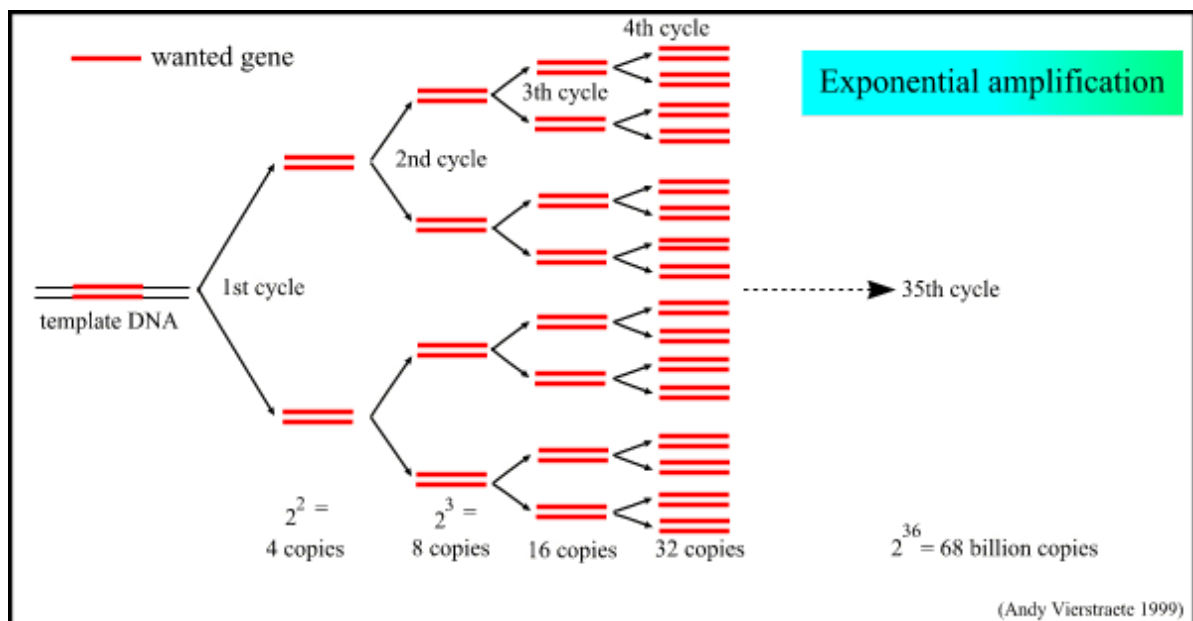 4th cycle
wanted gene
Exponential amplification
3th cycle
2nd cycle
1st cycle
35th cycle
template DNA
2² =
4 copies
2³ =
8 copies
16 copies
32 copies
2³⁶ = 68 billion copies
(Andy Vierstraete 1999)